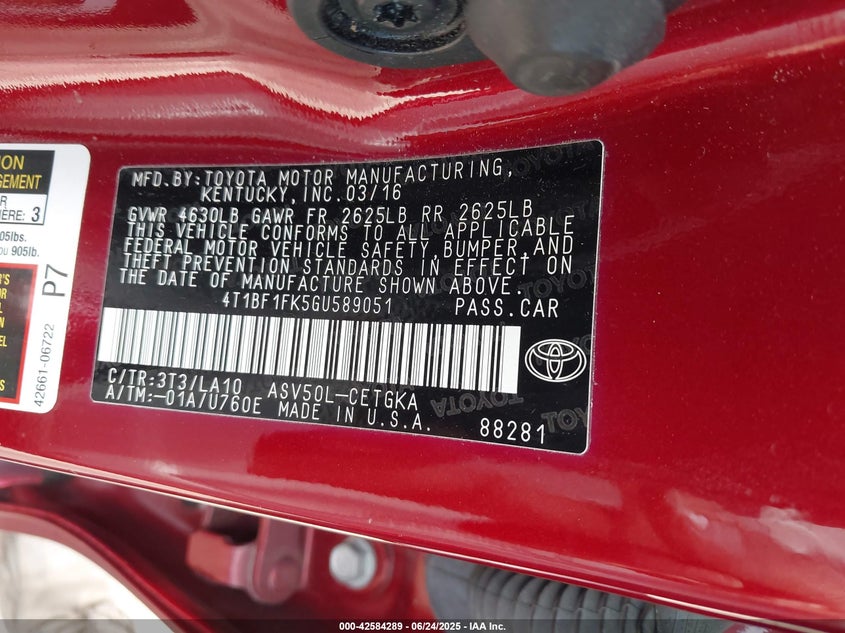 MFD.BY:TOYOTA MOTOR MANUFACTURING,
KENTUCKY, INC.03/16
GVWR 4630LB GAWR FR 2625LB RR 2625LB
THIS VEHICLE CONFORMS TO ALL APPLICABLE
FEDERAL MOTOR VEHICLE SAFETY, BUMPER,AND
THEFT PREVENTION STANDARDS IN EFFECT ON
THE DATE OF MANUFACTURE SHOWN ABOVE.
4T1BF1FK5GU589051 PASS.CAR
C/TR:3T3/LA10 ASV50L-CETGKA
A/TM:-01A/U760E MADE IN U.S.A.
88281
TOYOTA
P7
42661-06722
3
905lb.
000-42584289 - 06/24/2025 - IAA Inc.